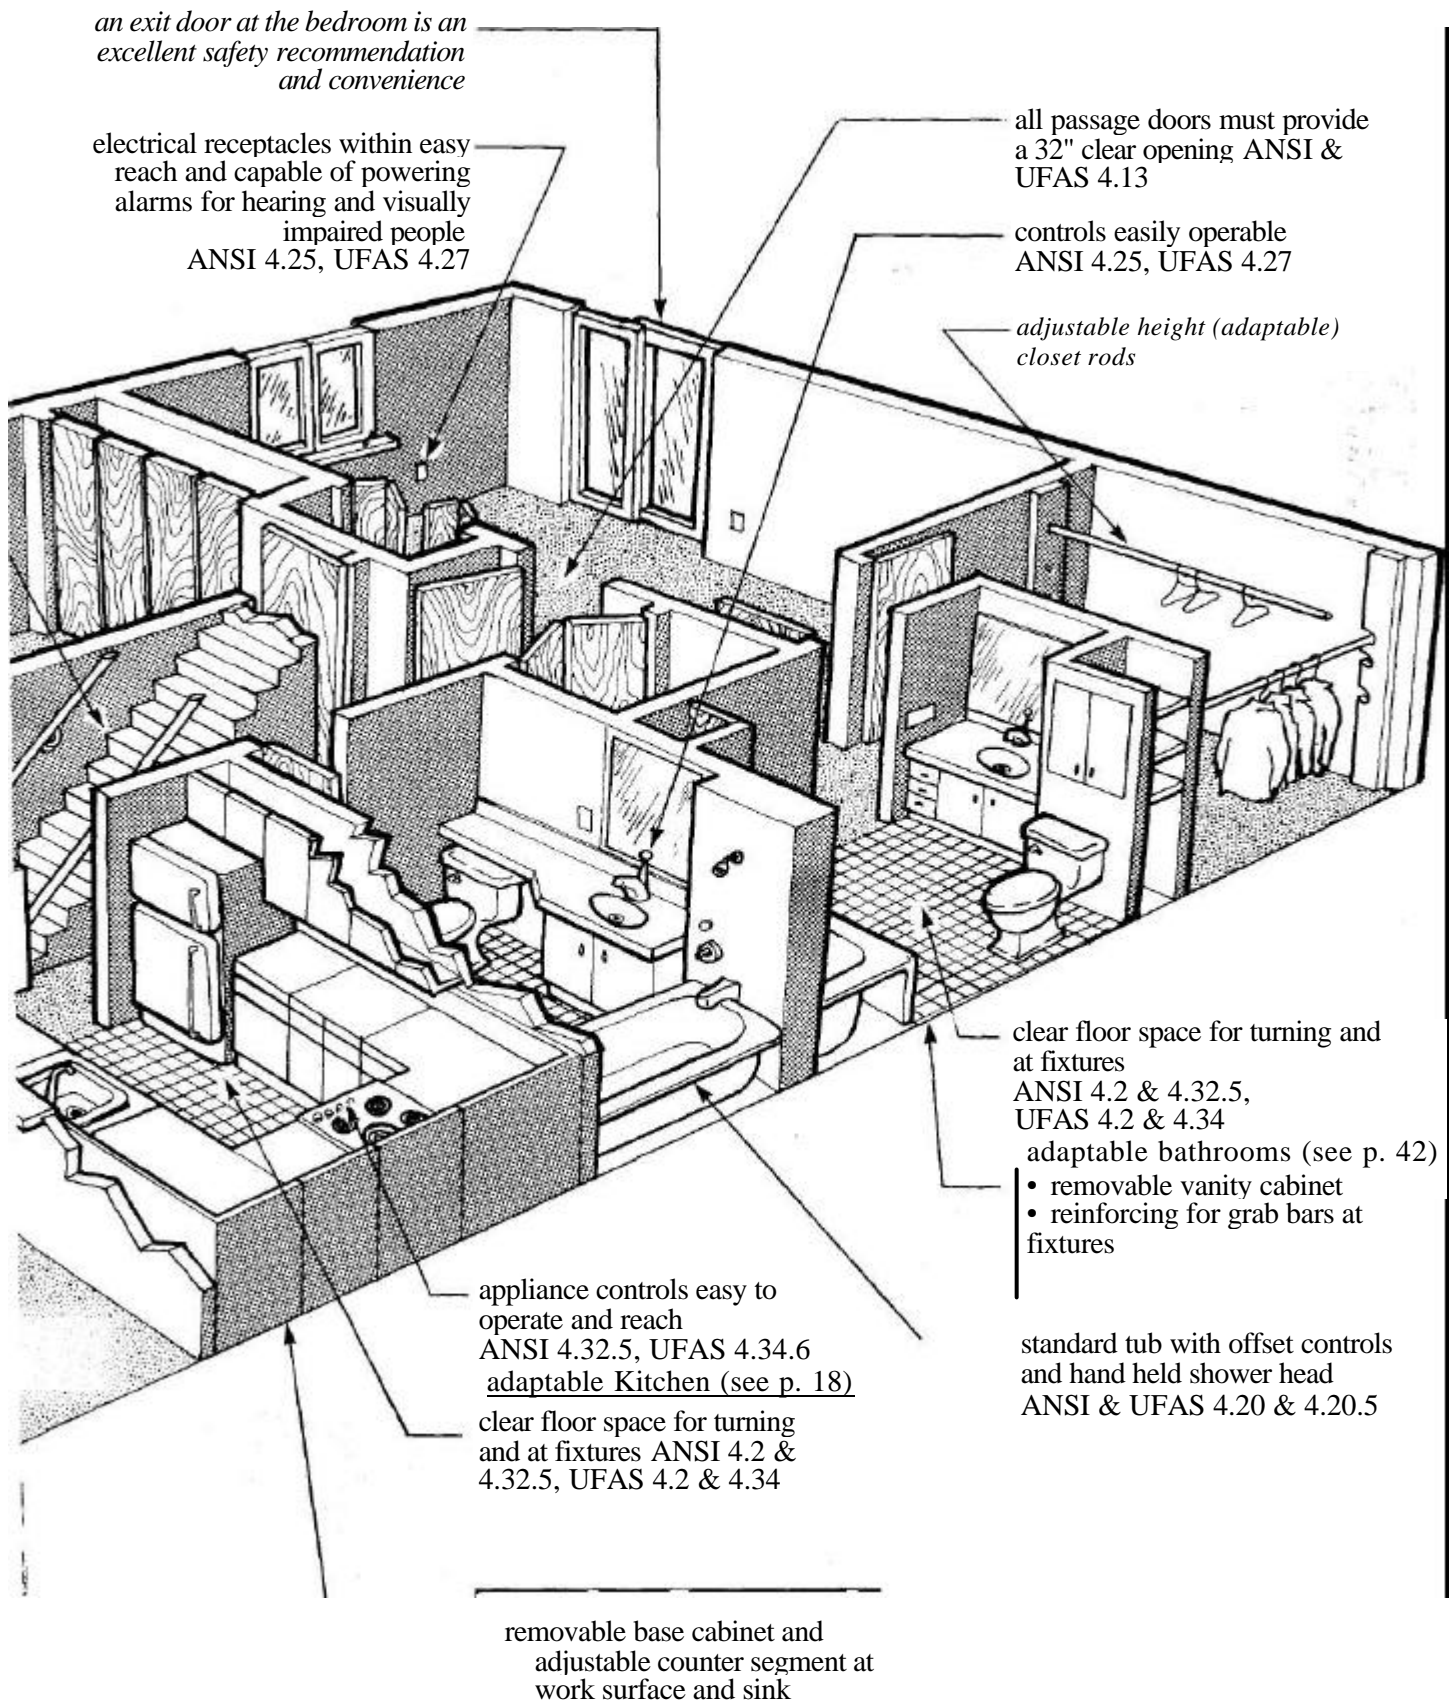 an exit door at the bedroom is an
excellent safety recommendation
and convenience
electrical receptacles within easy
reach and capable of powering
alarms for hearing and visually
impaired people
ANSI 4.25, UFAS 4.27
all passage doors must provide
a 32" clear opening ANSI &
UFAS 4.13
controls easily operable
ANSI 4.25, UFAS 4.27
adjustable height (adaptable)
closet rods
clear floor space for turning and
at fixtures
ANSI 4.2 & 4.32.5,
UFAS 4.2 & 4.34
adaptable bathrooms (see p. 42)
• removable vanity cabinet
• reinforcing for grab bars at
fixtures
standard tub with offset controls
and hand held shower head
ANSI & UFAS 4.20 & 4.20.5
appliance controls easy to
operate and reach
ANSI 4.32.5, UFAS 4.34.6
adaptable Kitchen (see p. 18)
clear floor space for turning
and at fixtures ANSI 4.2 &
4.32.5, UFAS 4.2 & 4.34
removable base cabinet and
adjustable counter segment at
work surface and sink